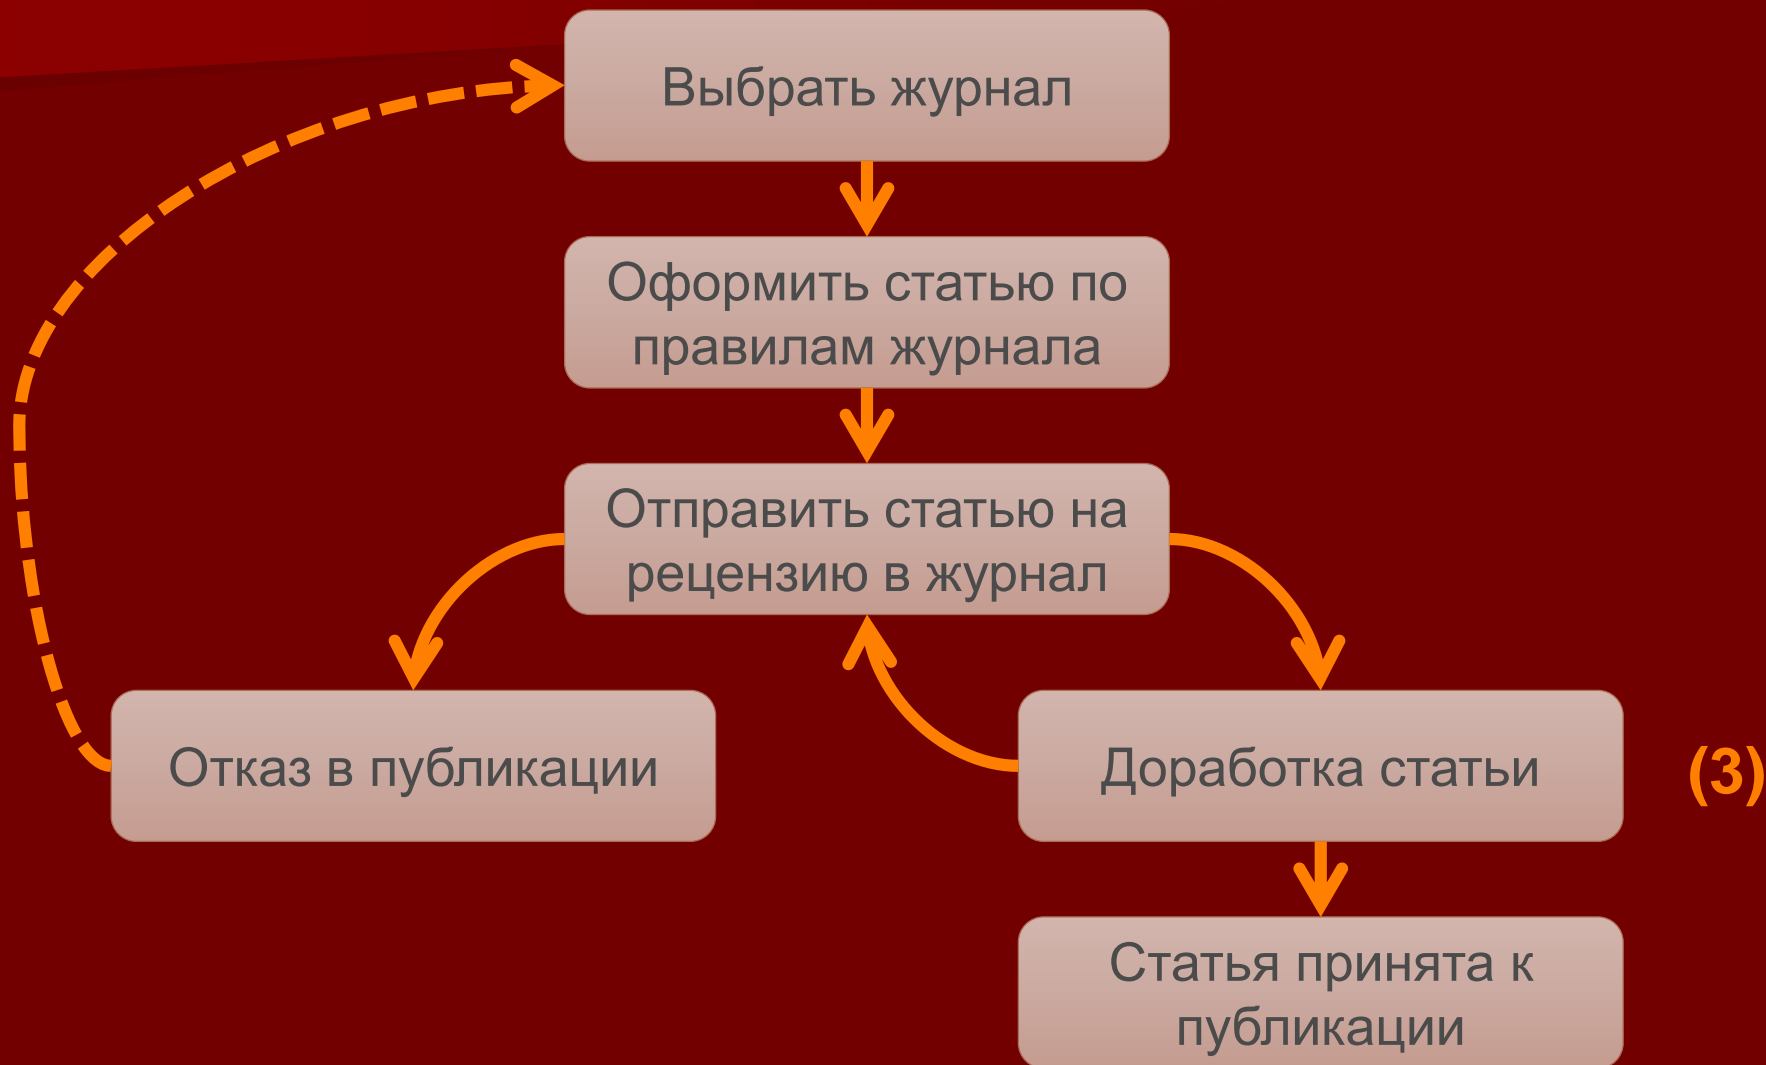 Выбрать журнал
Оформить статью по
правилам журнала
Отправить статью на
рецензию в журнал
Отказ в публикации
Доработка статьи
(3)
Статья принята к
публикации